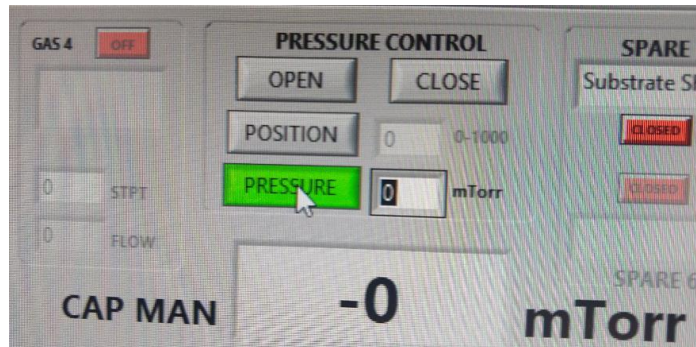 GAS 4 OFF
PRESSURE CONTROL
OPEN CLOSE
POSITION 0 0-1000
PRESSURE 0 mTorr
0 STPT
0 FLOW
CAP MAN -0 mTorr
SPARE
Substrate
CLOSED
CLOSED
SPARE 6